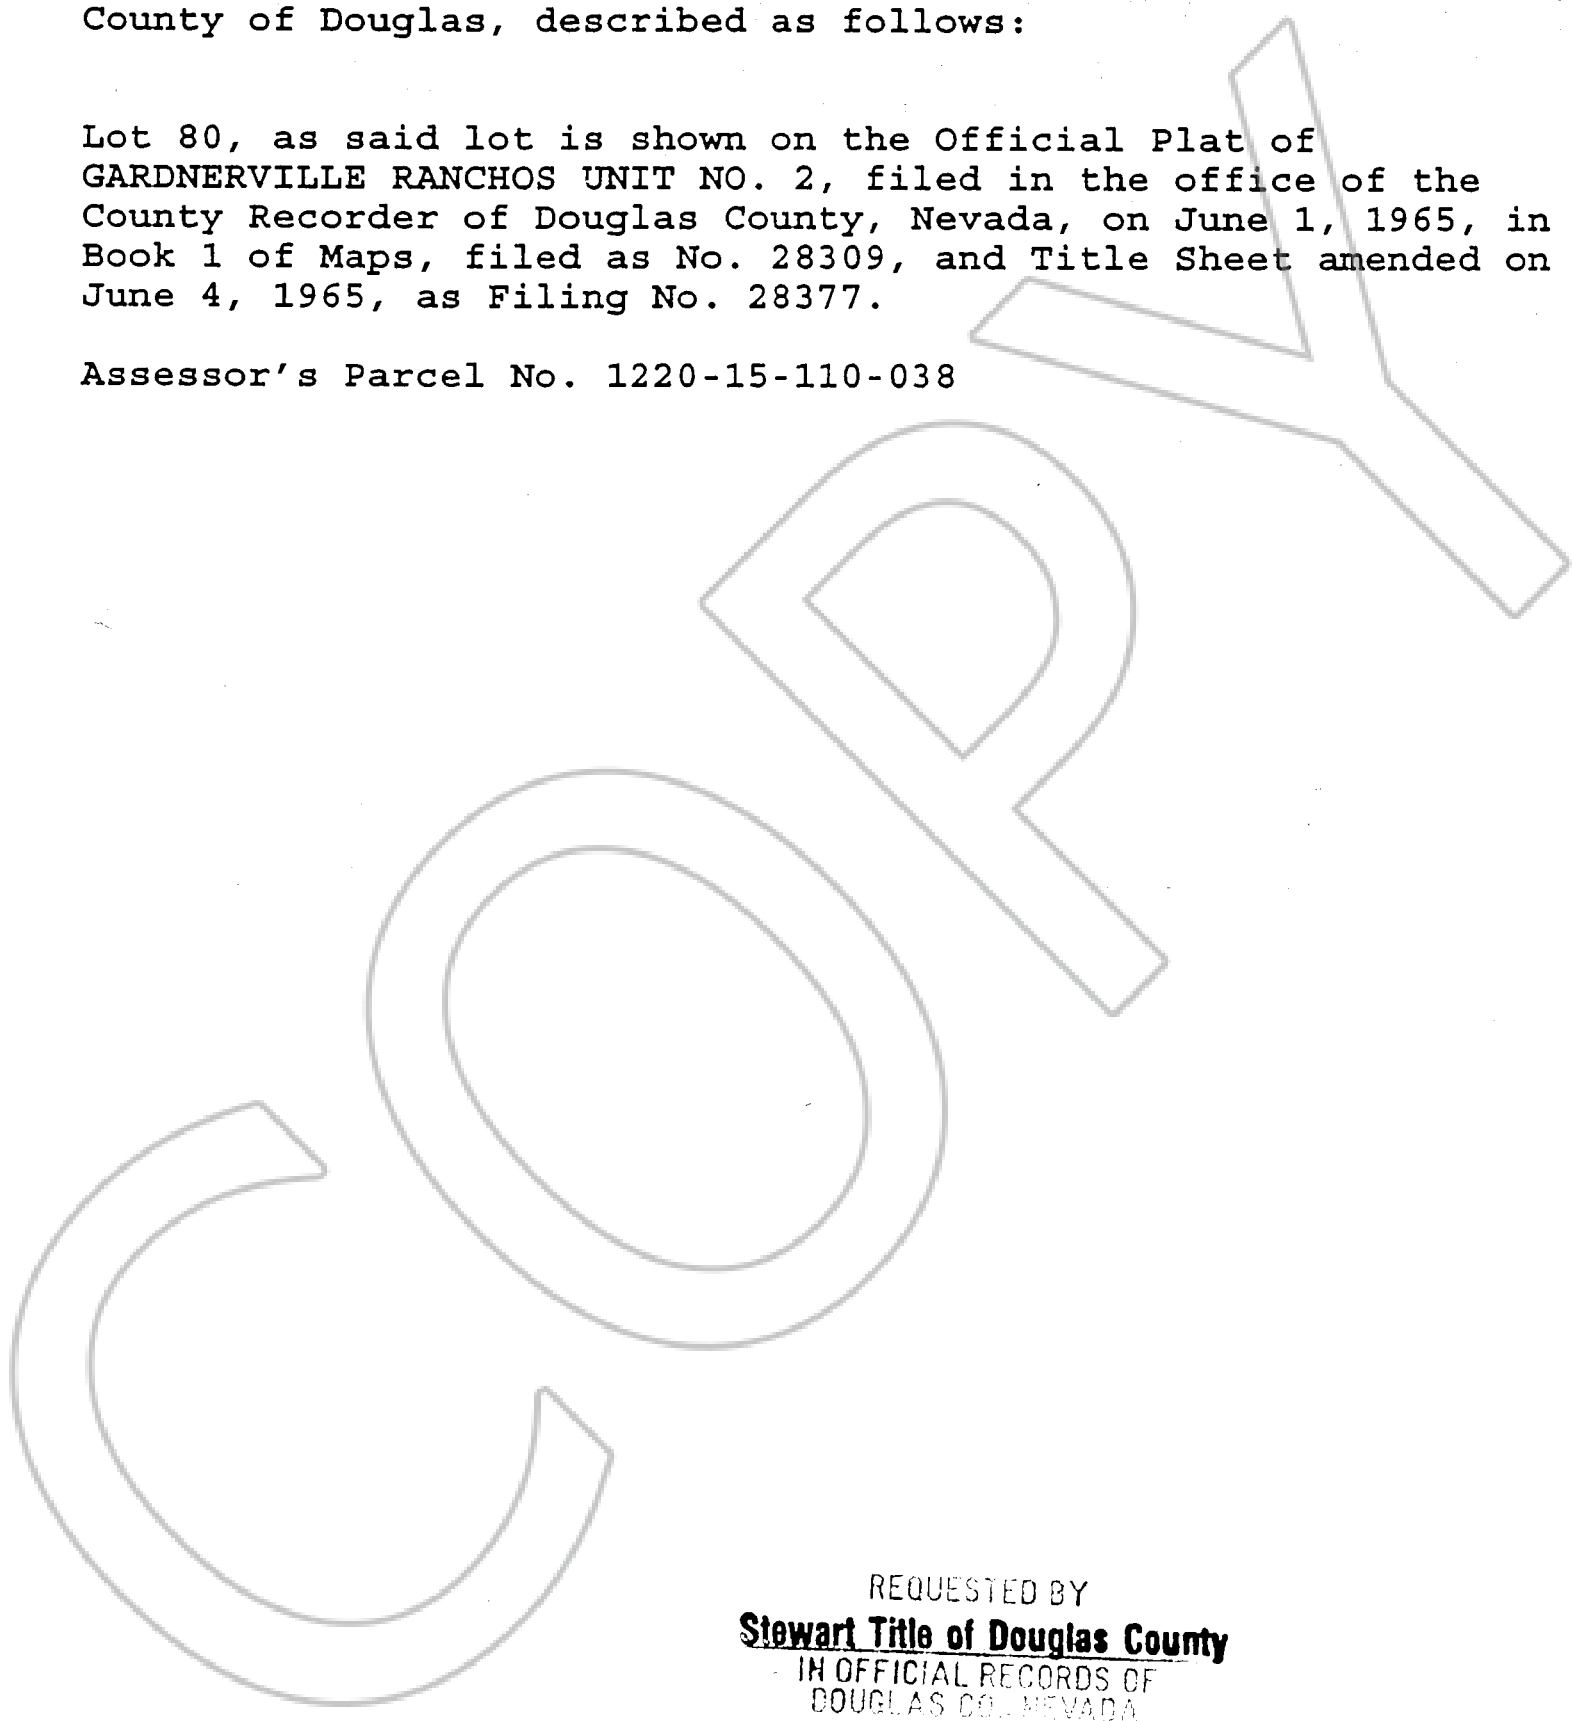 County of Douglas, described as follows:
Lot 80, as said lot is shown on the Official Plat of
GARDNERVILLE RANCHOS UNIT NO. 2, filed in the office of the
County Recorder of Douglas County, Nevada, on June 1, 1965, in
Book 1 of Maps, filed as No. 28309, and Title Sheet amended on
June 4, 1965, as Filing No. 28377.
Assessor's Parcel No. 1220-15-110-038
COPY
REQUESTED BY
Stewart Title of Douglas County
IN OFFICIAL RECORDS OF
DOUGLAS CO., NEVADA